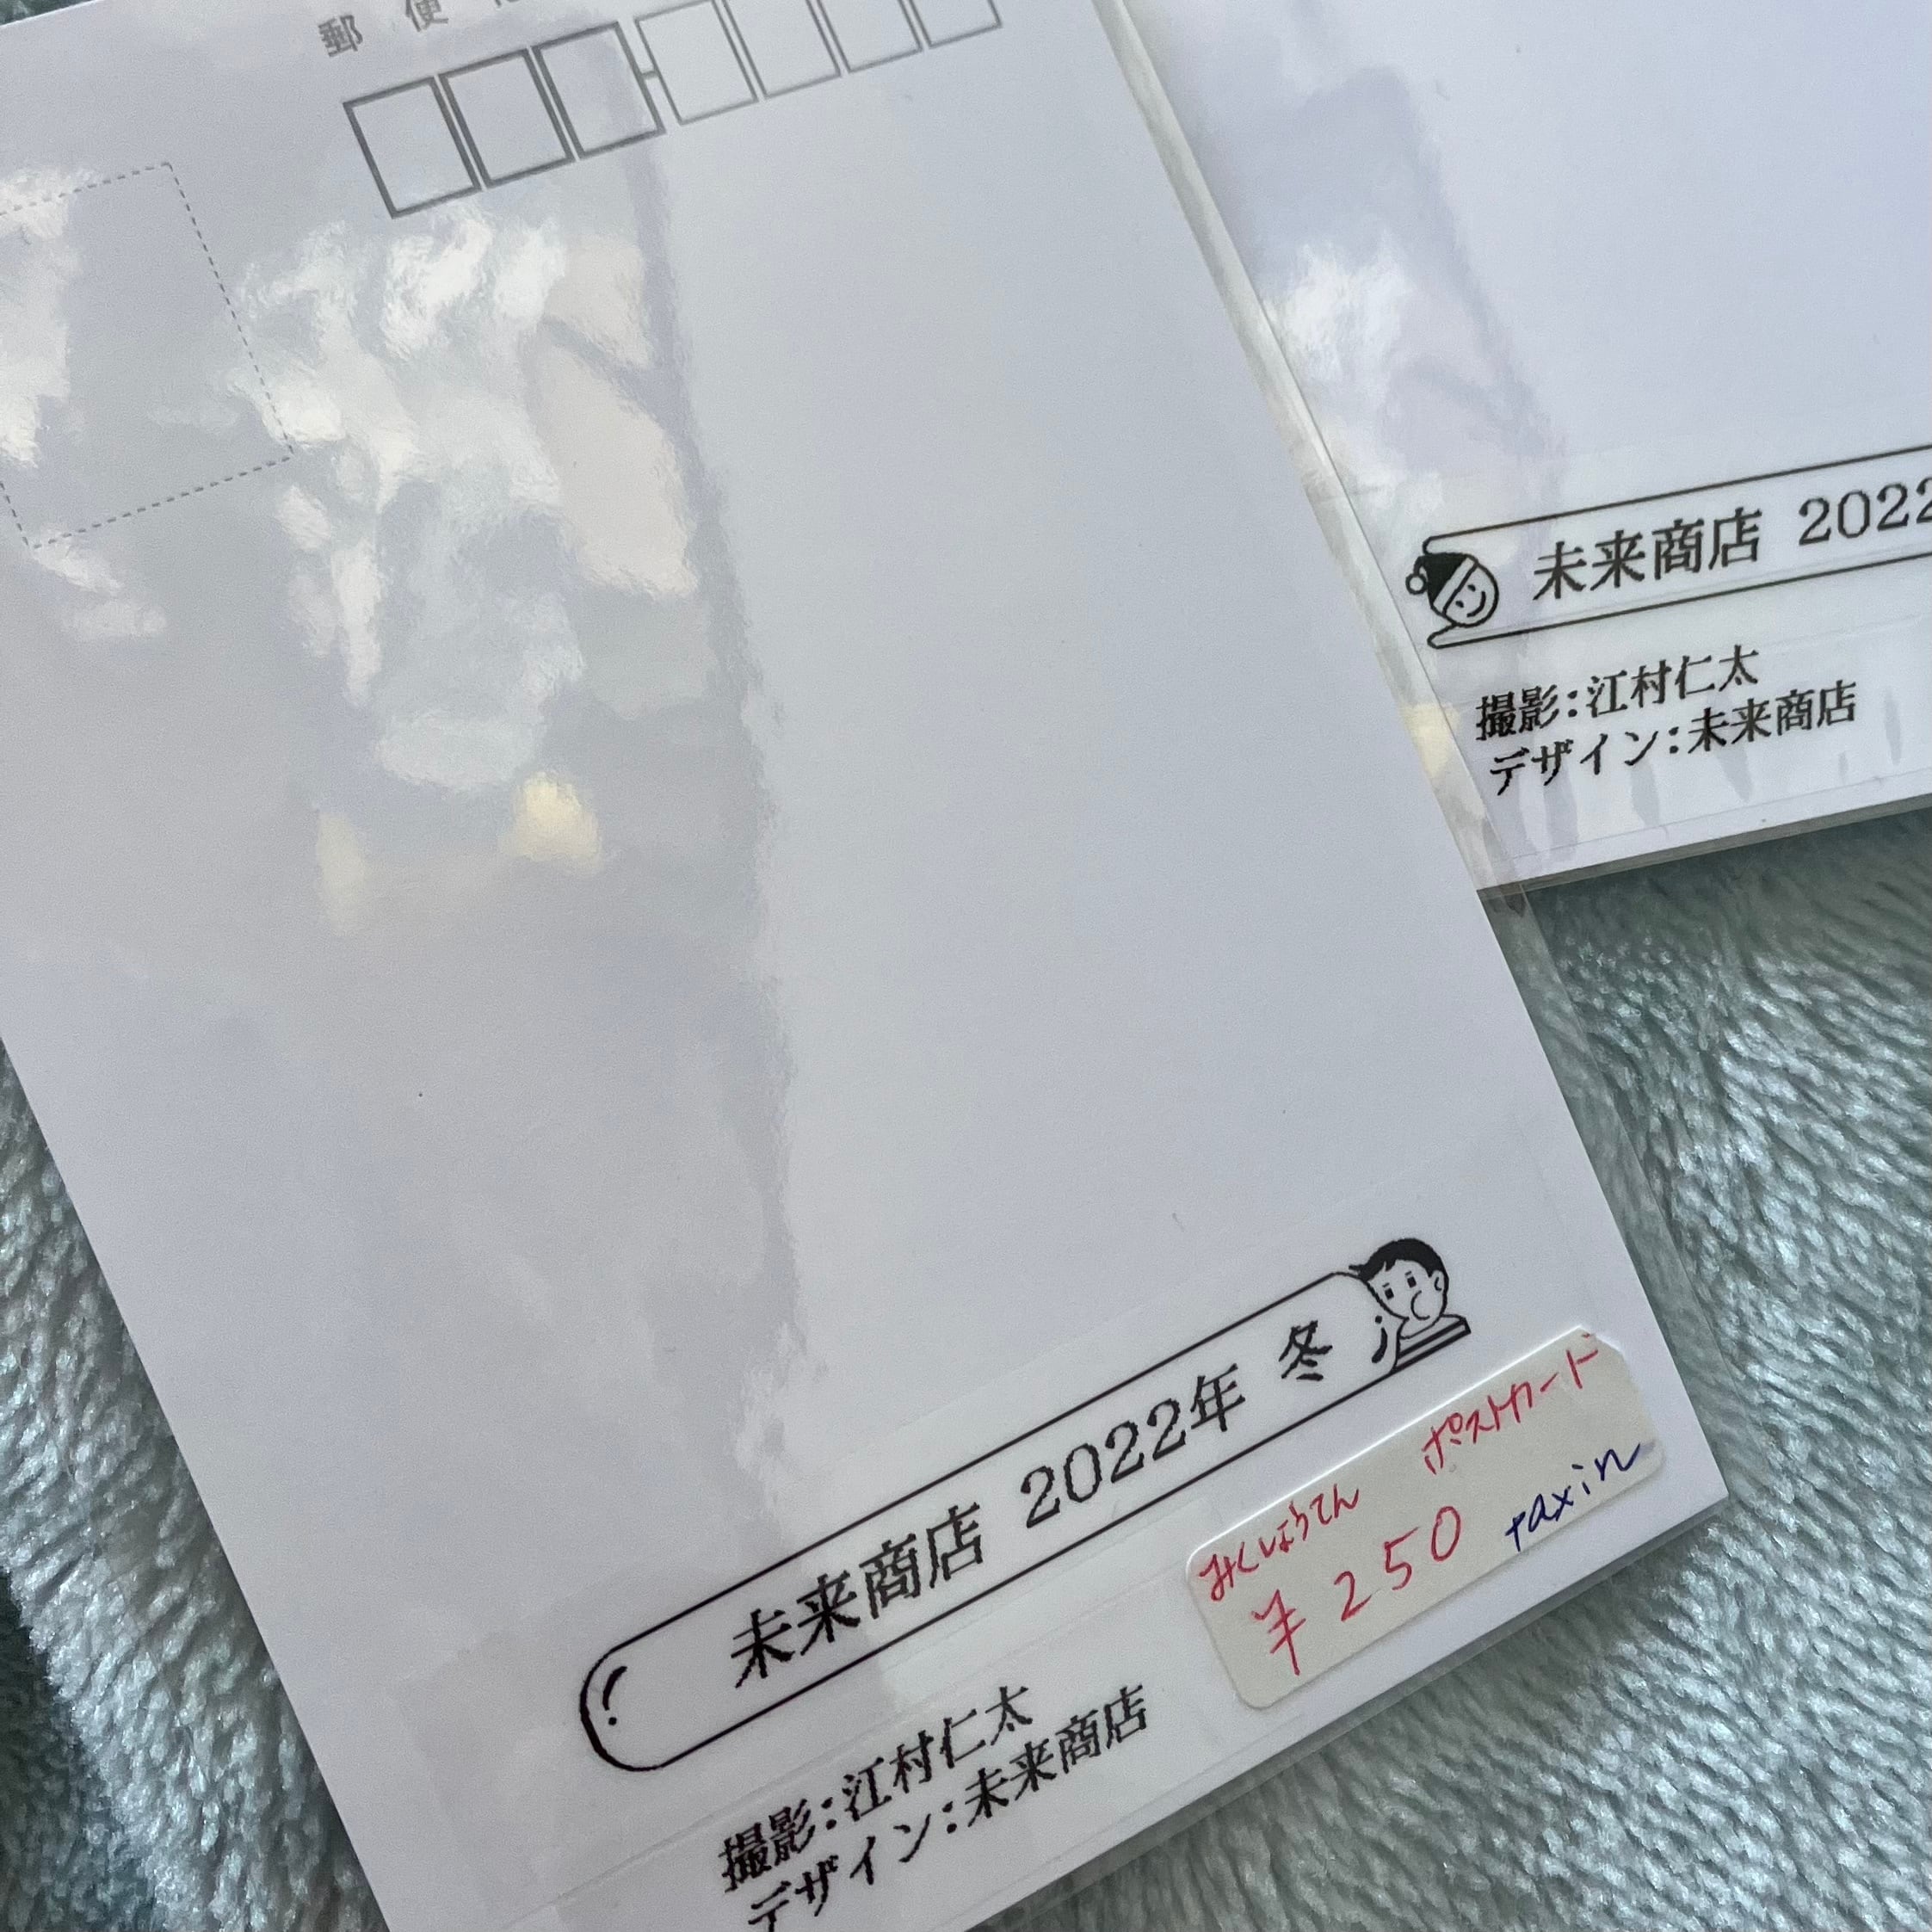 郵 便
未来商店 2022年 冬
撮影:江村仁太
デザイン:未来商店
みくしょうてん ポストカード
¥250 taxin
未来商店 2022
撮影:江村仁太
デザイン:未来商店